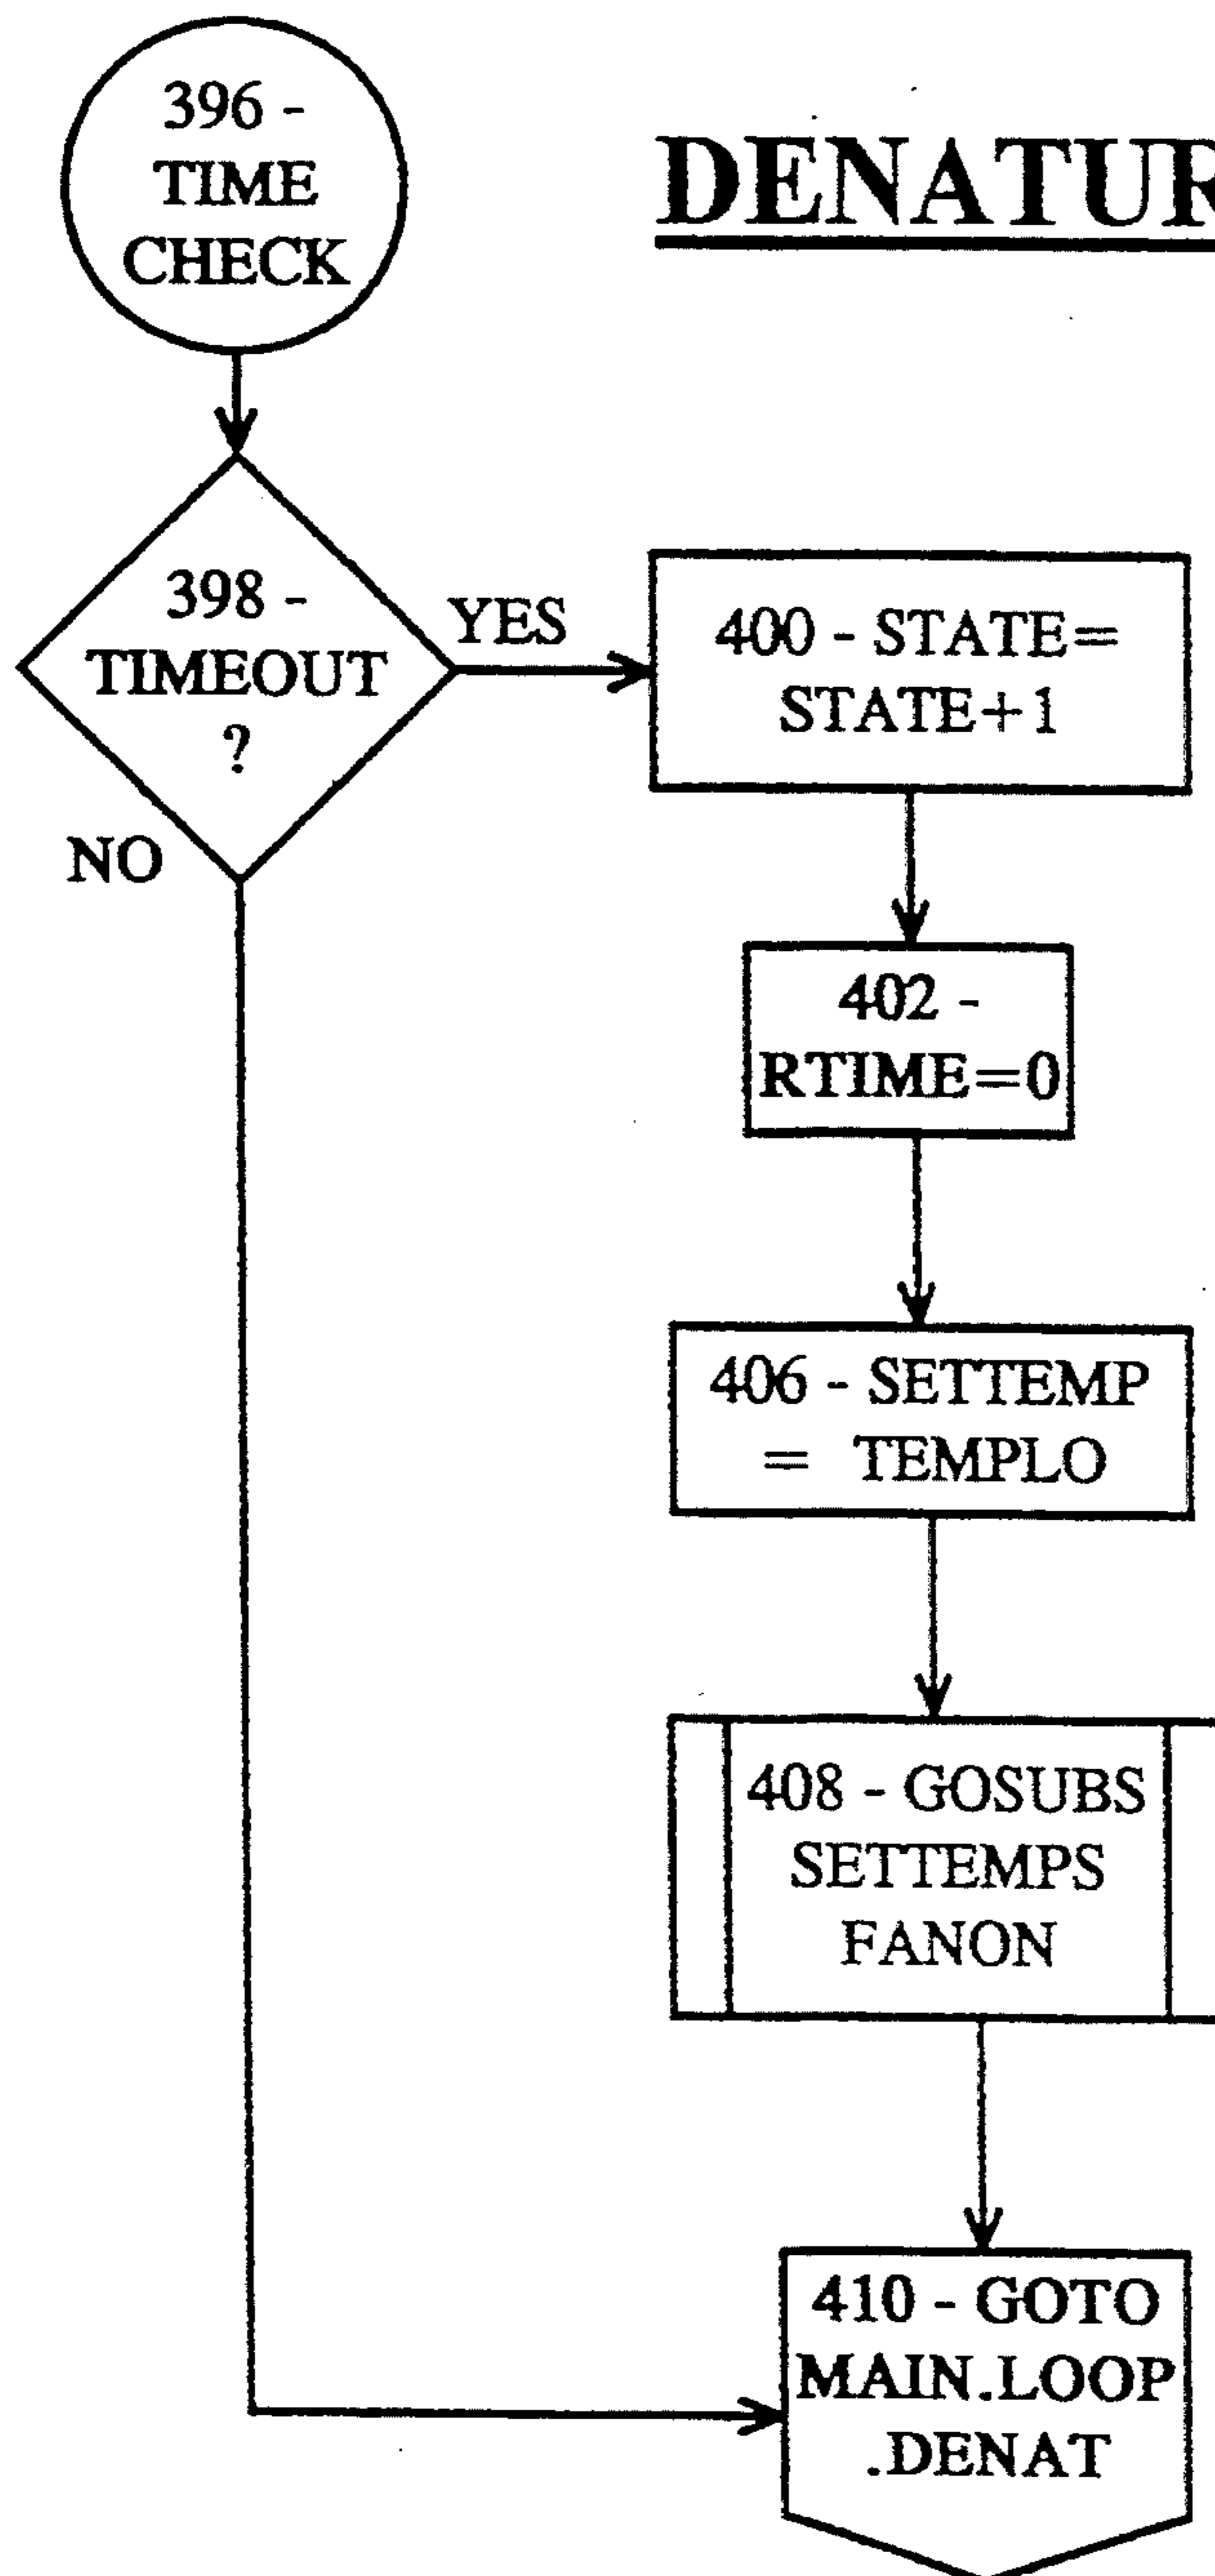 396 -
TIME
CHECK
DENATUR
398 -
TIMEOUT
?
YES
NO
400 - STATE=
STATE+1
402 -
RTIME=0
406 - SETTEMP
= TEMPLO
408 - GOSUBS
SETTEMPS
FANON
410 - GOTO
MAIN.LOOP
.DENAT